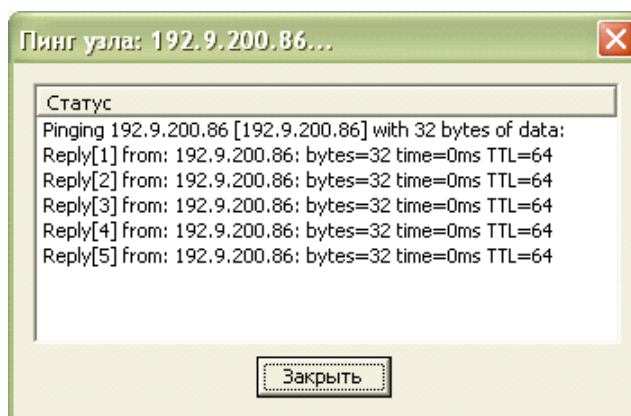 Пинг узла: 192.9.200.86...
Статус
Pinging 192.9.200.86 [192.9.200.86] with 32 bytes of data:
Reply[1] from: 192.9.200.86: bytes=32 time=0ms TTL=64
Reply[2] from: 192.9.200.86: bytes=32 time=0ms TTL=64
Reply[3] from: 192.9.200.86: bytes=32 time=0ms TTL=64
Reply[4] from: 192.9.200.86: bytes=32 time=0ms TTL=64
Reply[5] from: 192.9.200.86: bytes=32 time=0ms TTL=64
Закрыть